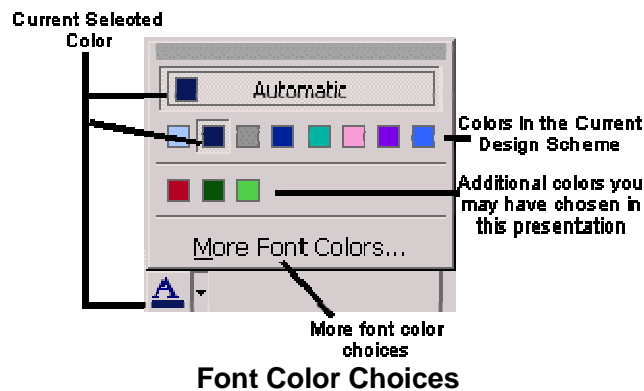 Current Selected
Color
Automatic
Colors In the Current
Design Scheme
Additional colors you
may have chosen in
this presentation
More Font Colors...
A
More font color
choices
Font Color Choices